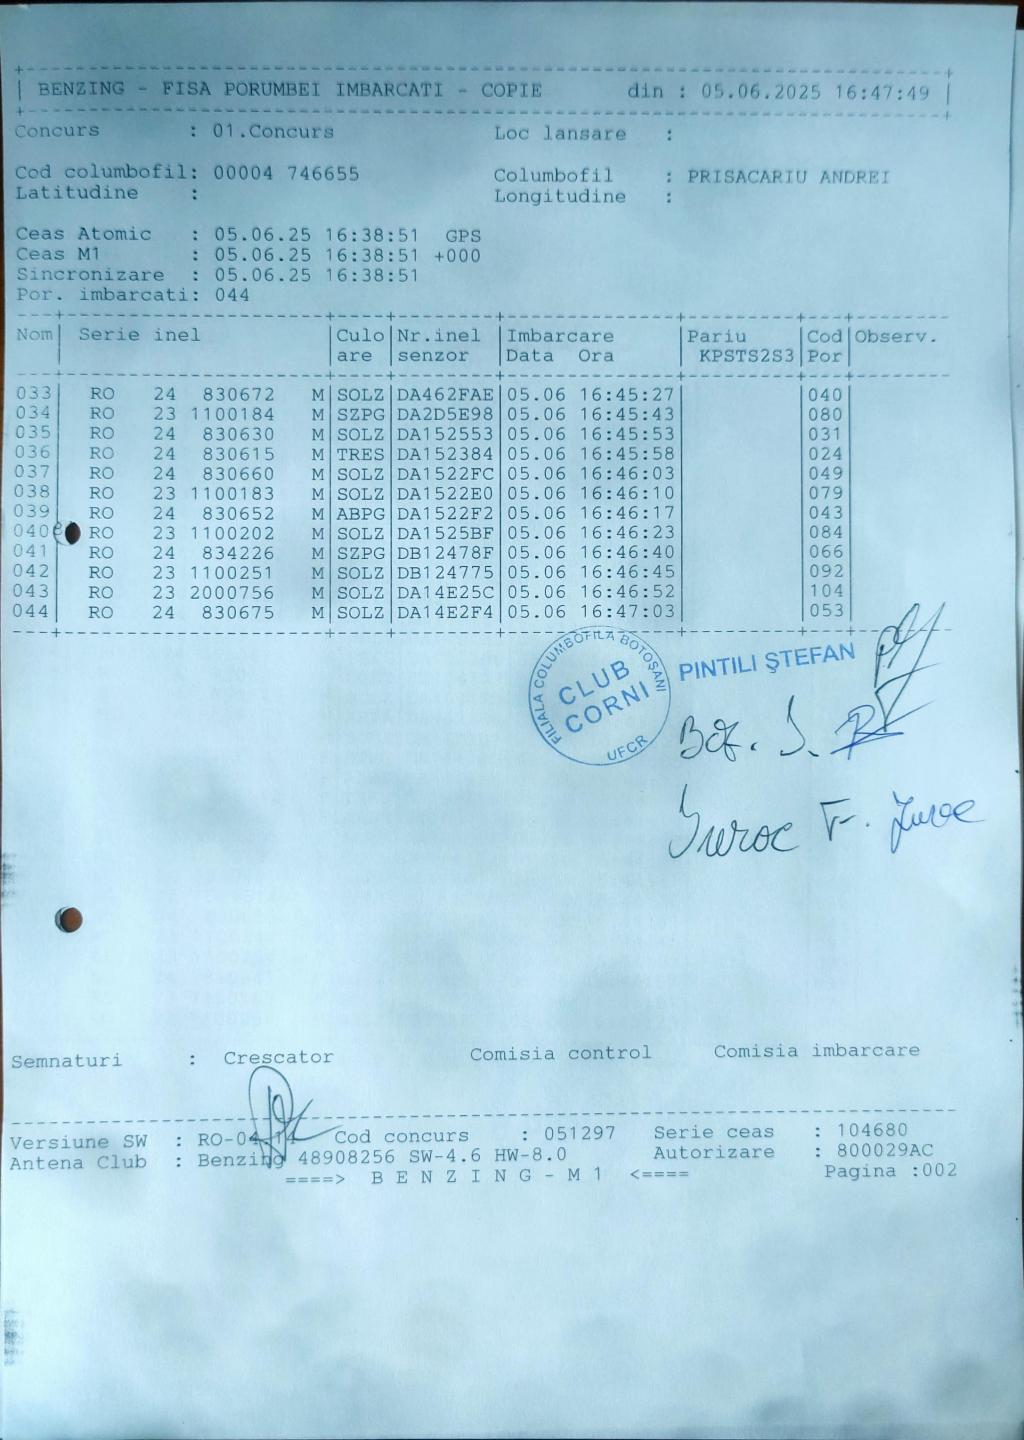 BENZING - FISA PORUMBEI IMBARCATI - COPIE din : 05.06.2025 16:47:49
Concurs : 01.Concurs Loc lansare :
Cod columbofil: 00004 746655 Columbofil : PRISACARIU ANDREI
Latitudine : Longitudine :
Ceas Atomic : 05.06.25 16:38:51 GPS
Ceas M1 : 05.06.25 16:38:51 +000
Sincronizare : 05.06.25 16:38:51
Por. imbarcati: 044
Nom| Serie inel |Culo|Nr.inel |Imbarcare |Pariu |Cod|Observ.
| |are |senzor |Data Ora | KPSTS2S3|Por|
033| RO 24 830672 M|SOLZ|DA462FAE|05.06 16:45:27| |040|
034| RO 23 1100184 M|SZPG|DA2D5E98|05.06 16:45:43| |080|
035| RO 24 830630 M|SOLZ|DA152553|05.06 16:45:53| |031|
036| RO 24 830615 M|TRES|DA152384|05.06 16:45:58| |024|
037| RO 24 830660 M|SOLZ|DA1522FC|05.06 16:46:03| |049|
038| RO 23 1100183 M|SOLZ|DA1522E0|05.06 16:46:10| |079|
039| RO 24 830652 M|ABPG|DA1522F2|05.06 16:46:17| |043|
040| RO 23 1100202 M|SOLZ|DA1525BF|05.06 16:46:23| |084|
041| RO 24 834226 M|SZPG|DB12478F|05.06 16:46:40| |066|
042| RO 23 1100251 M|SOLZ|DB124775|05.06 16:46:45| |092|
043| RO 23 2000756 M|SOLZ|DA14E25C|05.06 16:46:52| |104|
044| RO 24 830675 M|SOLZ|DA14E2F4|05.06 16:47:03| |053|
FILIALA COLUMBOFILA BOTOȘANI
CLUB
CORNI
UFCR
PINTILI ŞTEFAN
Semnaturi : Crescator Comisia control Comisia imbarcare
Versiune SW : RO-04.14 Cod concurs : 051297 Serie ceas : 104680
Antena Club : Benzing 48908256 SW-4.6 HW-8.0 Autorizare : 800029AC
====> B E N Z I N G - M 1 <==== Pagina :002